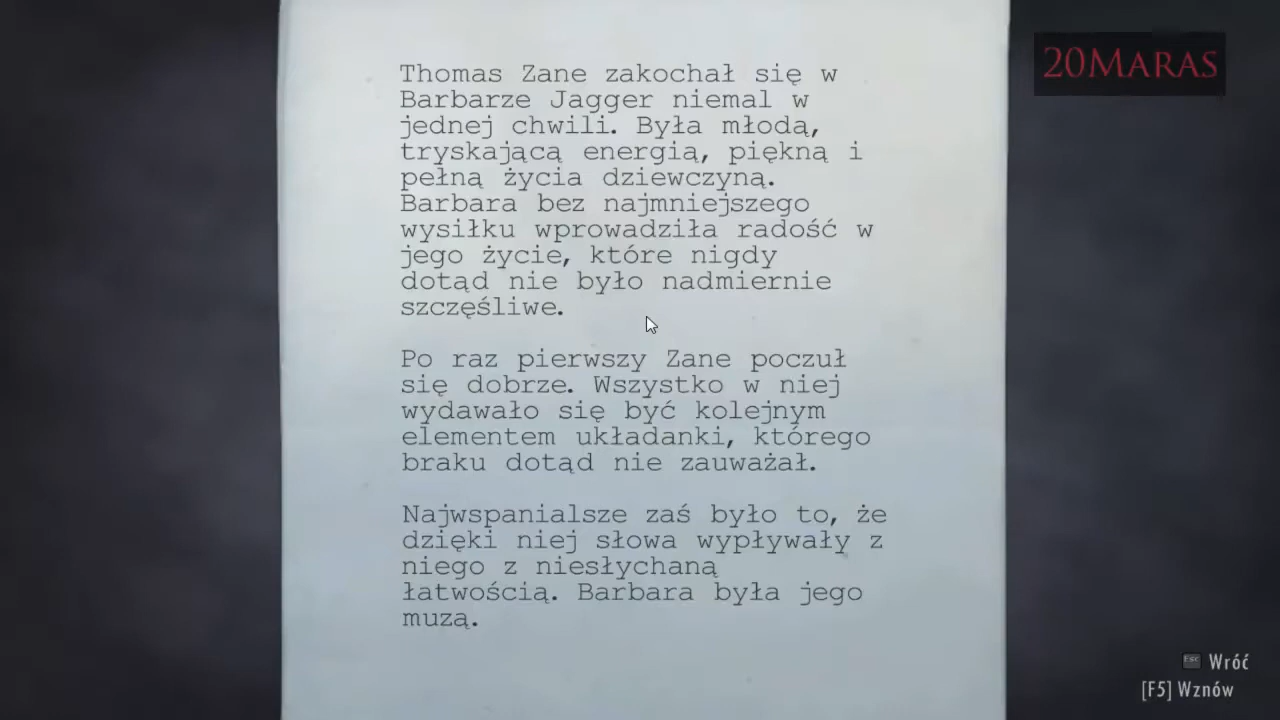 20MARAS
Thomas Zane zakochał się w
Barbarze Jagger niemal w
jednej chwili. Była młodą,
tryskającą energią, piękną i
pełną życia dziewczyną.
Barbara bez najmniejszego
wysiłku wprowadziła radość w
jego życie, które nigdy
dotąd nie było nadmiernie
szczęśliwe.
Po raz pierwszy Zane poczuł
się dobrze. Wszystko w niej
wydawało się być kolejnym
elementem układanki, którego
braku dotąd nie zauważał.
Najwspanialsze zaś było to, że
dzięki niej słowa wypływały z
niego z niesłychaną
łatwością. Barbara była jego
muzą.
ESC Wróć
[F5] Wznów